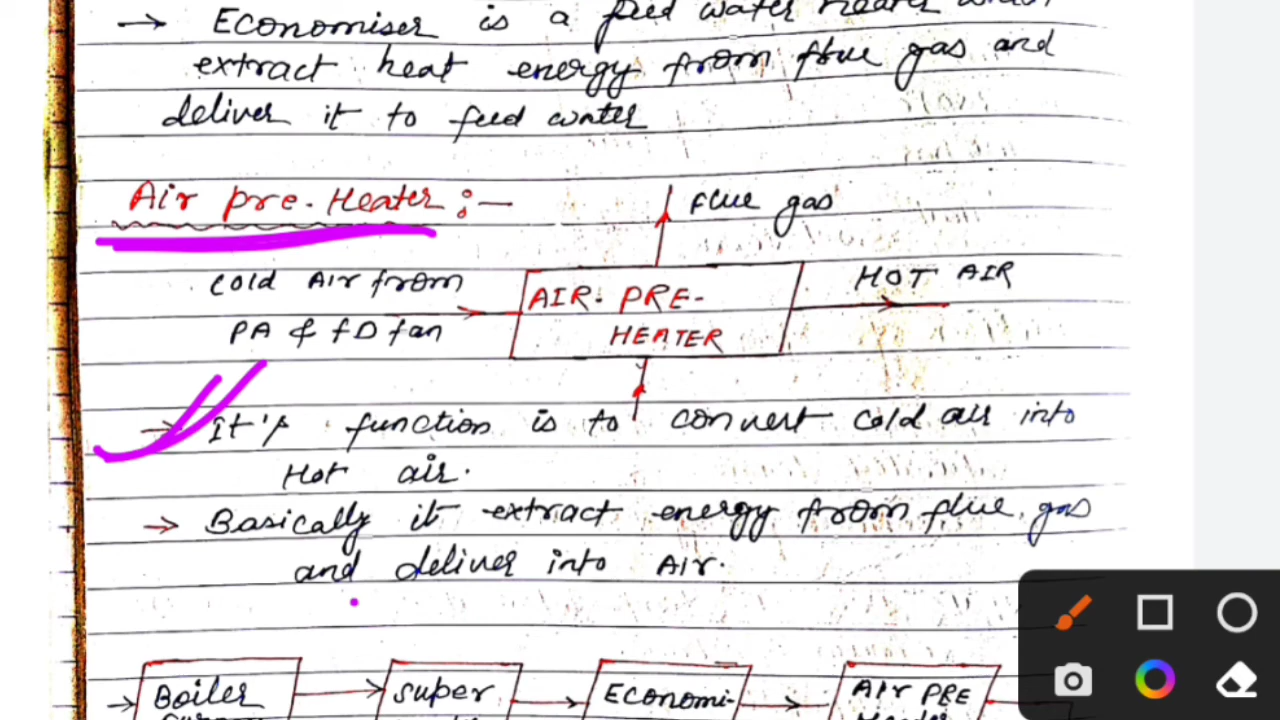 → Economiser is a feed water heater which
extract heat energy from flue gas and
deliver it to feed water
Air pre-Heater :-
flue gas
Cold Air from
PA & FD fan
AIR-PRE-
HEATER
HOT AIR
→ It's function is to convert cold air into
Hot air.
→ Basically it extract energy from flue gas
and deliver into Air.
Boiler
super
Economi-
Air PRE
Heater